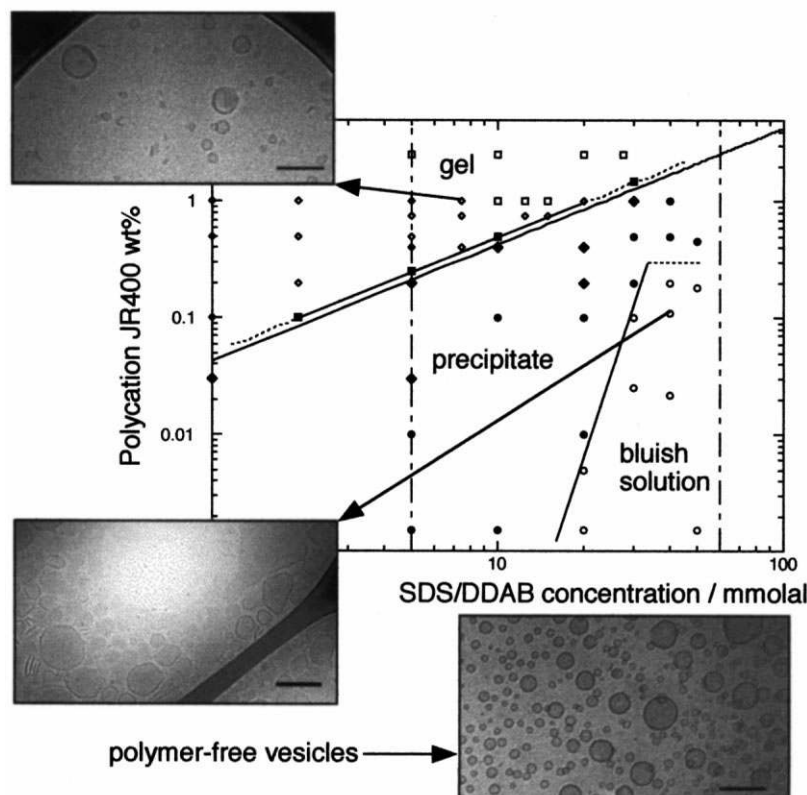 gel
1
0.1
0.01
Polycation JR400 wt%
precipitate
bluish
solution
10
100
SDS/DDAB concentration / mmolal
polymer-free vesicles